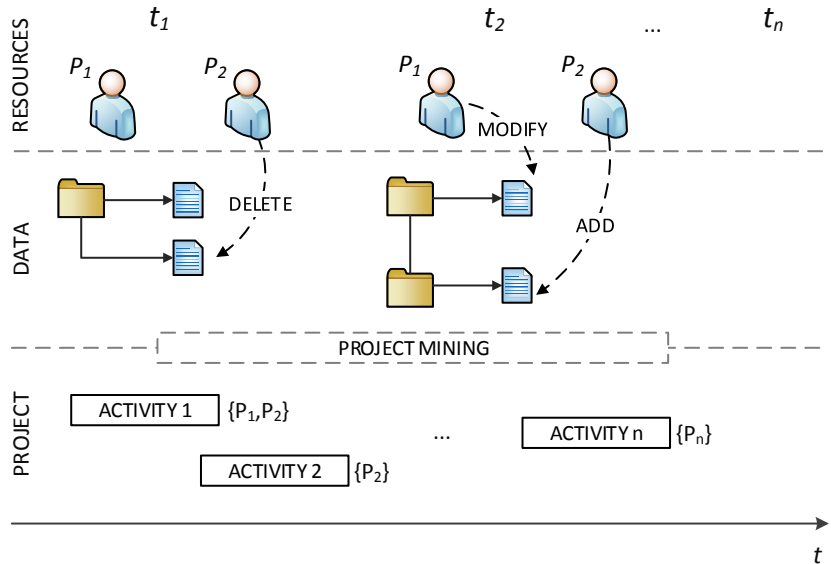 t₁ t₂ ... tₙ
RESOURCES
P₁ P₂ P₁ P₂
MODIFY
DATA
DELETE
ADD
PROJECT MINING
PROJECT
ACTIVITY 1 {P₁,P₂}
... ACTIVITY n {Pₙ}
ACTIVITY 2 {P₂}
t